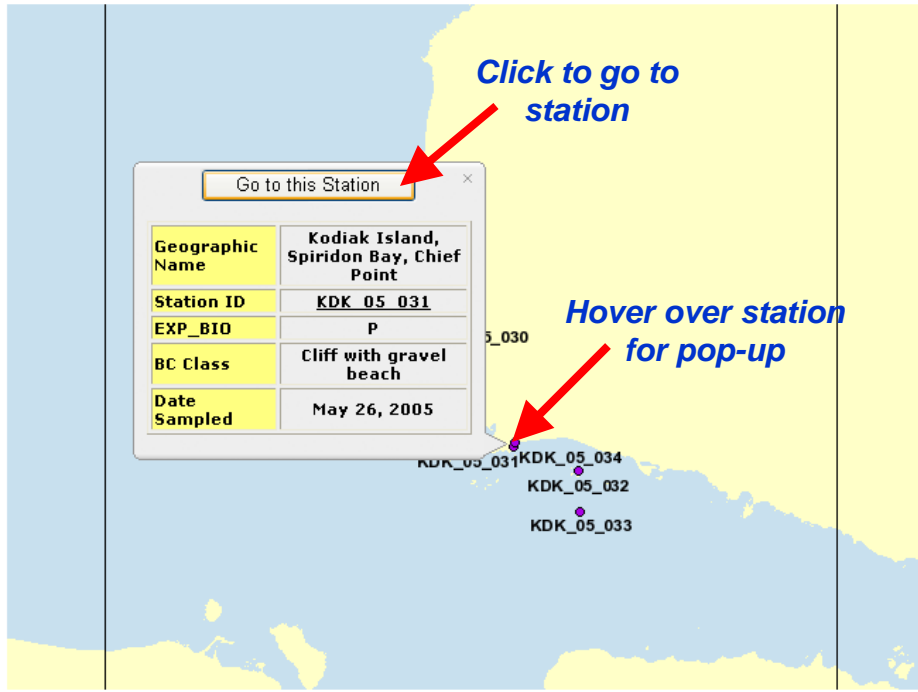 Click to go to
station
Go to this Station
×
Geographic
Name
Kodiak Island,
Spiridon Bay, Chief
Point
Station ID
KDK_05_031
EXP_BIO
P
BC Class
Cliff with gravel
beach
Date
Sampled
May 26, 2005
Hover over station
for pop-up
5_030
KDK_05_031
KDK_05_034
KDK_05_032
KDK_05_033